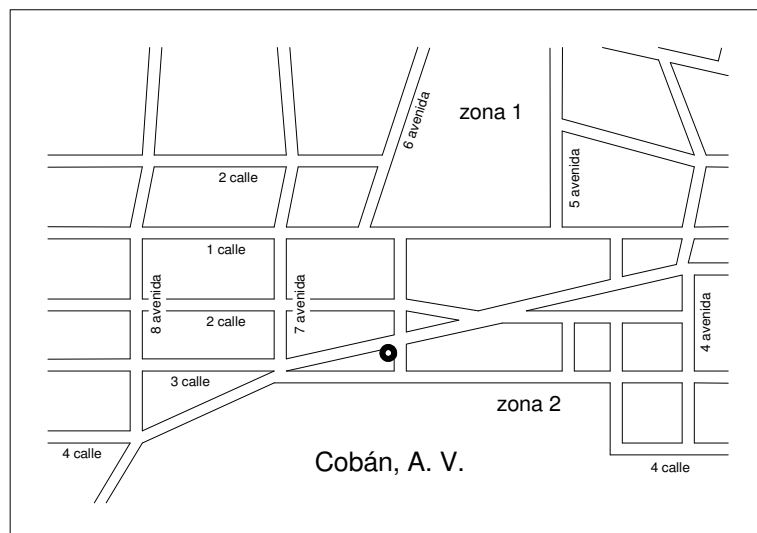 6 avenida
zona 1
5 avenida
2 calle
1 calle
8 avenida
7 avenida
4 avenida
2 calle
3 calle
zona 2
4 calle
Cobán, A. V.
4 calle